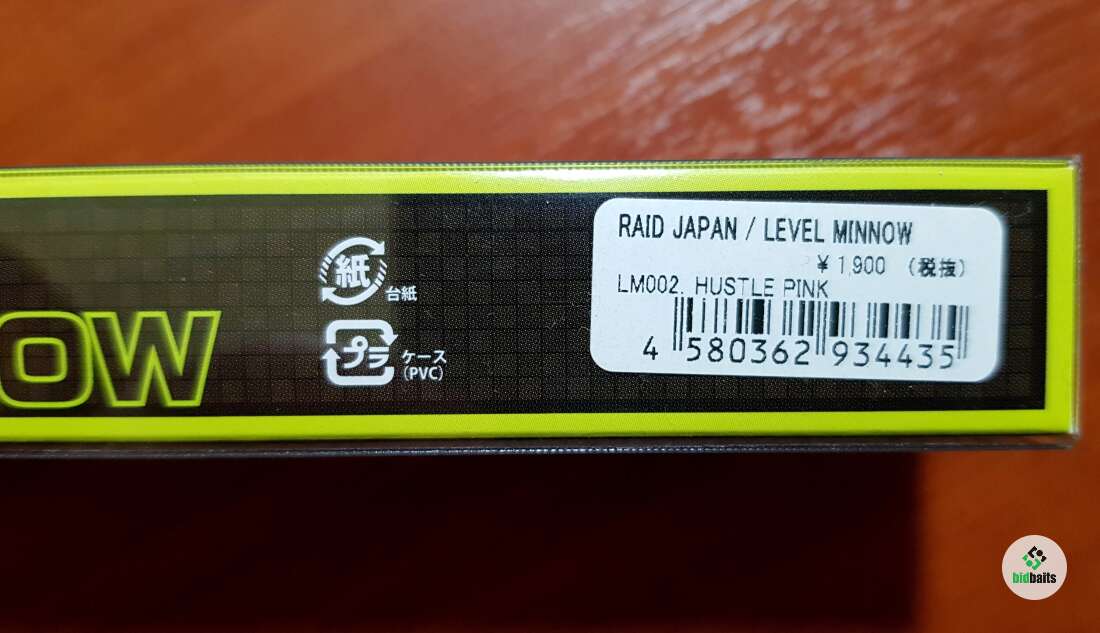 OW
紙
台紙
プラ
ケース
(PVC)
RAID JAPAN / LEVEL MINNOW
¥ 1,900 (税抜)
LM002. HUSTLE PINK
4 580362 934435
bidbaits